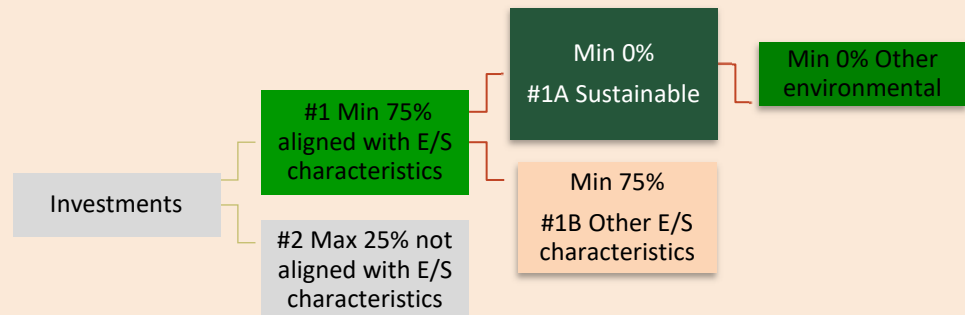 Investments
#1 Min 75%
aligned with E/S
characteristics
#2 Max 25% not
aligned with E/S
characteristics
Min 0%
#1A Sustainable
Min 75%
#1B Other E/S
characteristics
Min 0% Other
environmental